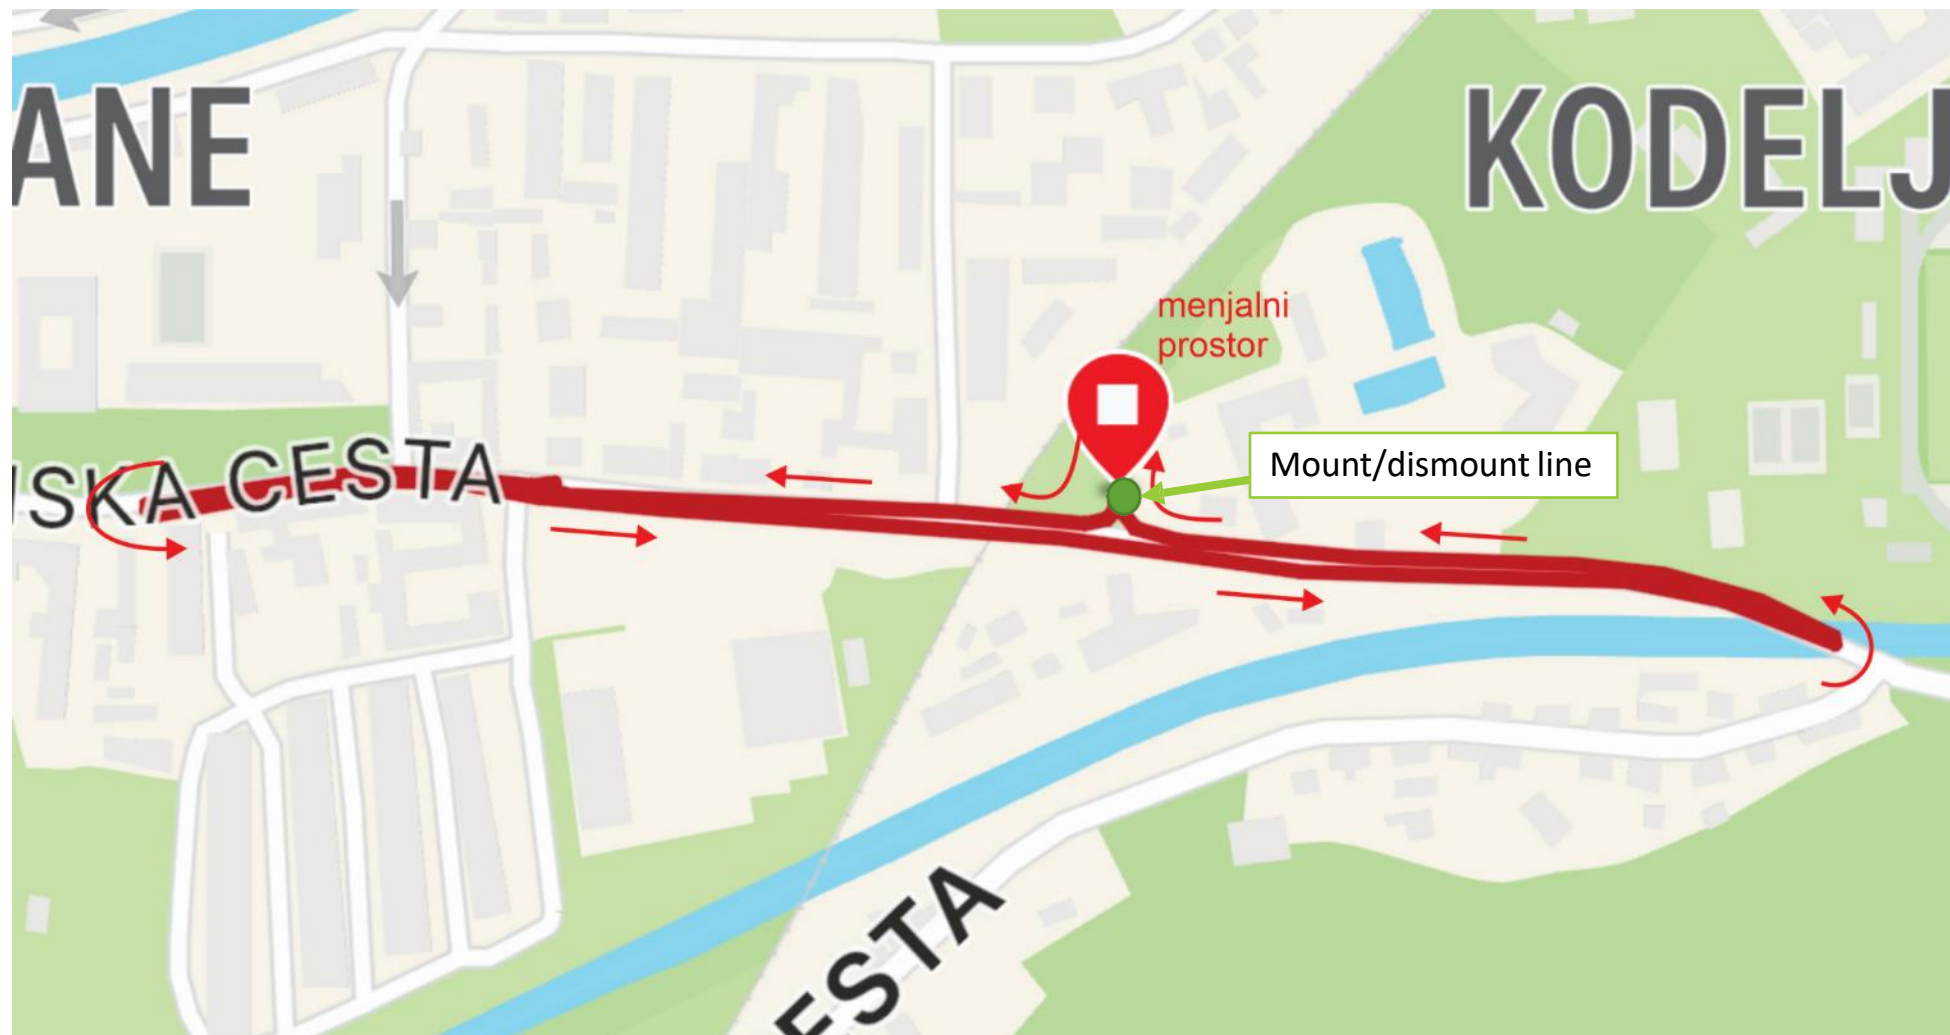 ANE
KODELJ
menjalni
prostor
Mount/dismount line
SKA CESTA
ESTA